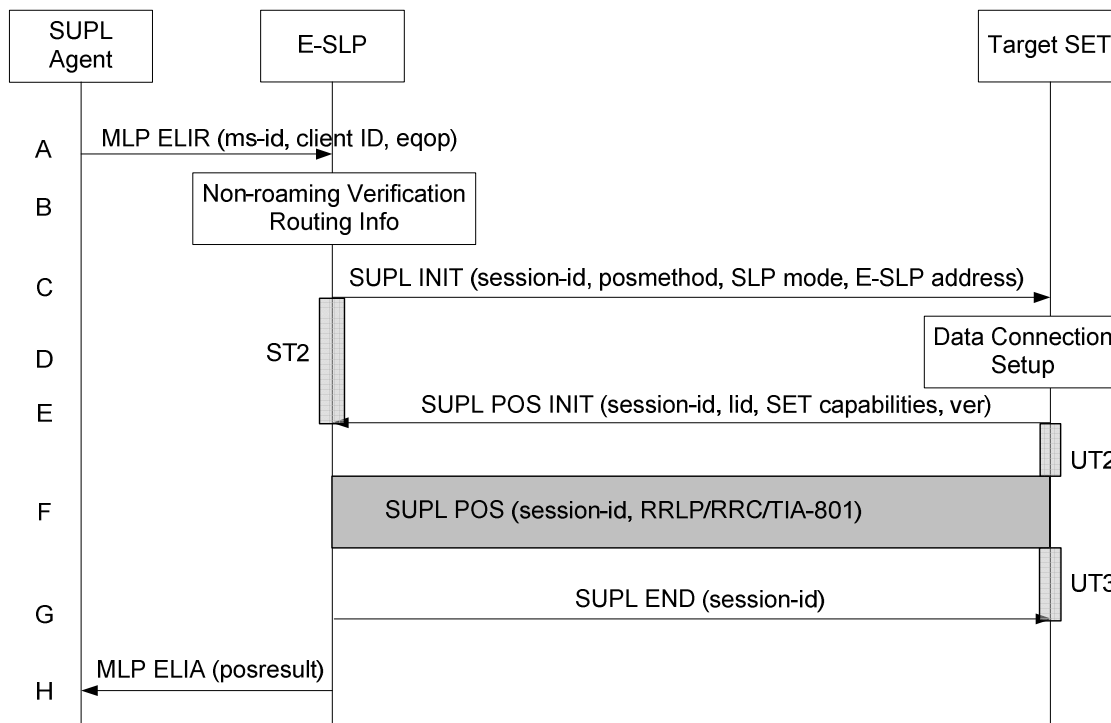 SUPL
Agent
E-SLP
Target SET
A
MLP ELIR (ms-id, client ID, eqop)
B
Non-roaming Verification
Routing Info
C
SUPL INIT (session-id, posmethod, SLP mode, E-SLP address)
D
ST2
Data Connection
Setup
E
SUPL POS INIT (session-id, lid, SET capabilities, ver)
UT2
F
SUPL POS (session-id, RRLP/RRC/TIA-801)
UT3
G
SUPL END (session-id)
H
MLP ELIA (posresult)